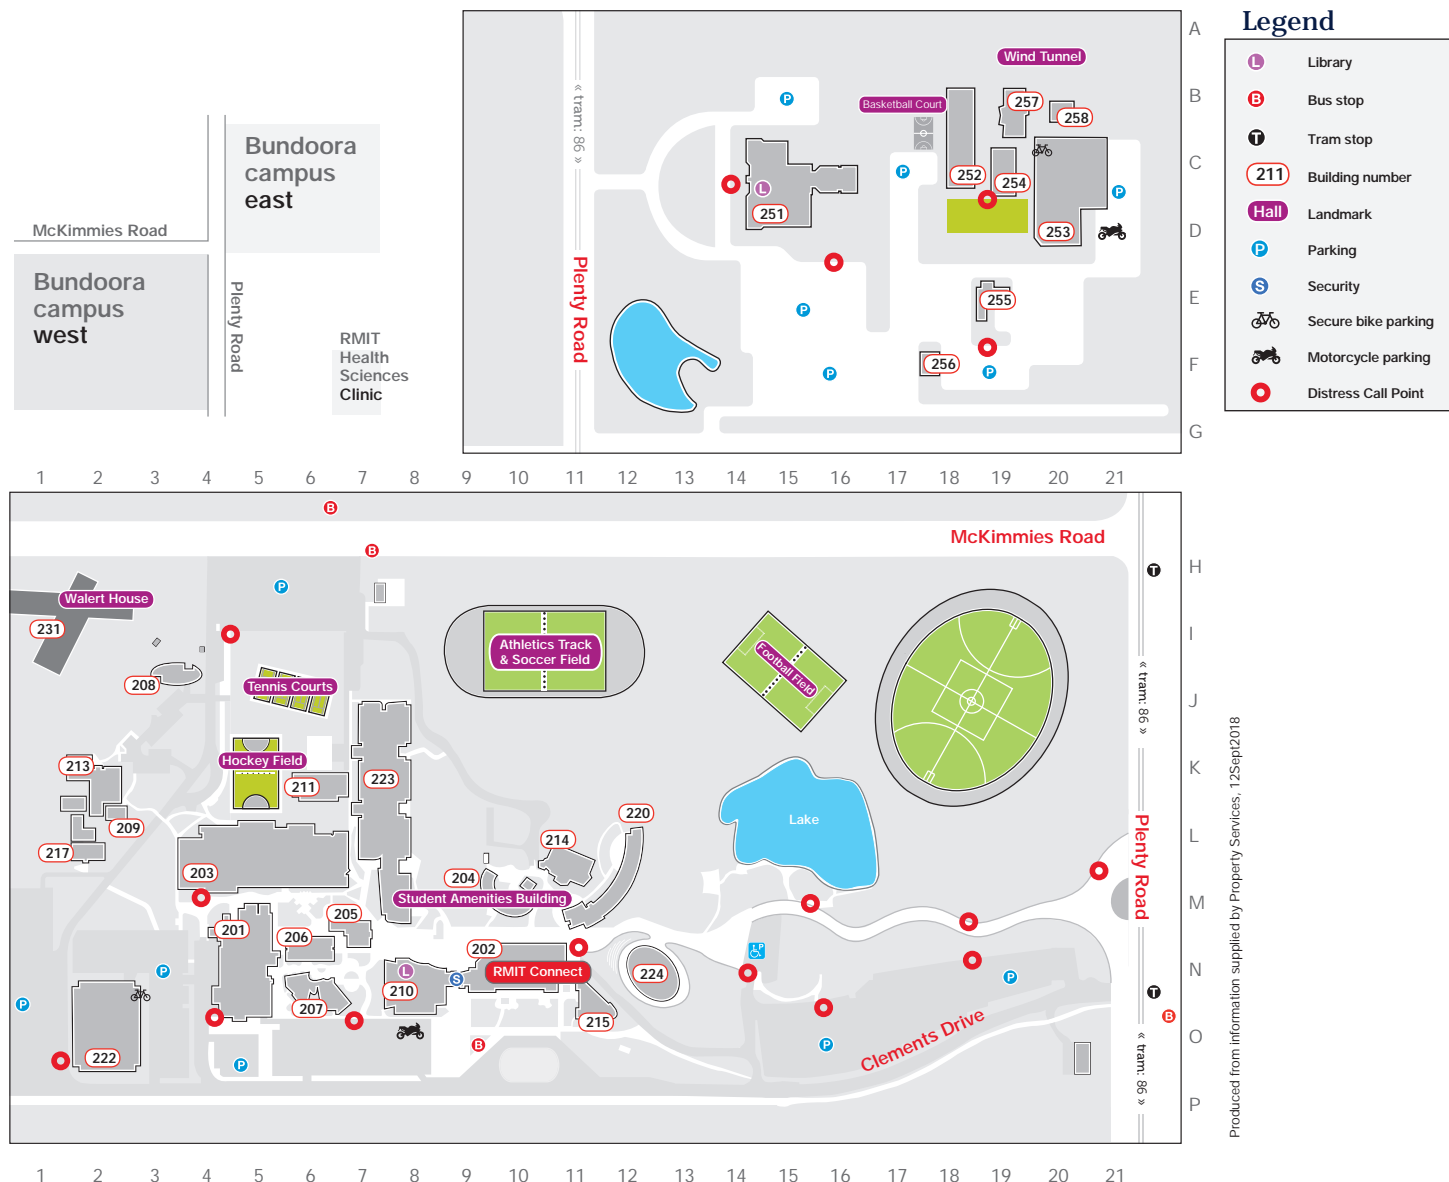 Legend
L Library
B Bus stop
T Tram stop
211 Building number
Hall Landmark
P Parking
S Security
Secure bike parking
Motorcycle parking
Distress Call Point
Bundoora
campus
east
McKimmies Road
Bundoora
campus
west
Plenty Road
RMIT
Health
Sciences
Clinic
A
B
C
D
E
F
G
« tram: 86 »
Plenty Road
Wind Tunnel
Basketball Court
P
257
258
P
252
254
P
L
251
253
255
P
P
256
P
1 2 3 4 5 6 7 8 9 10 11 12 13 14 15 16 17 18 19 20 21
B
McKimmies Road
B
H
I
J
K
L
M
N
O
P
T
P
Walert House
231
208
Tennis Courts
Athletics Track
& Soccer Field
Football Field
« tram: 86 »
213
Hockey Field
211
223
209
217
203
220
214
204
Lake
Student Amenities Building
Plenty Road
201
205
206
202
RMIT Connect
L
210
S
224
P
207
215
P
P
P
T
B
222
P
B
P
Clements Drive
« tram: 86 »
1 2 3 4 5 6 7 8 9 10 11 12 13 14 15 16 17 18 19 20 21
Produced from information supplied by Property Services, 12Sept2018